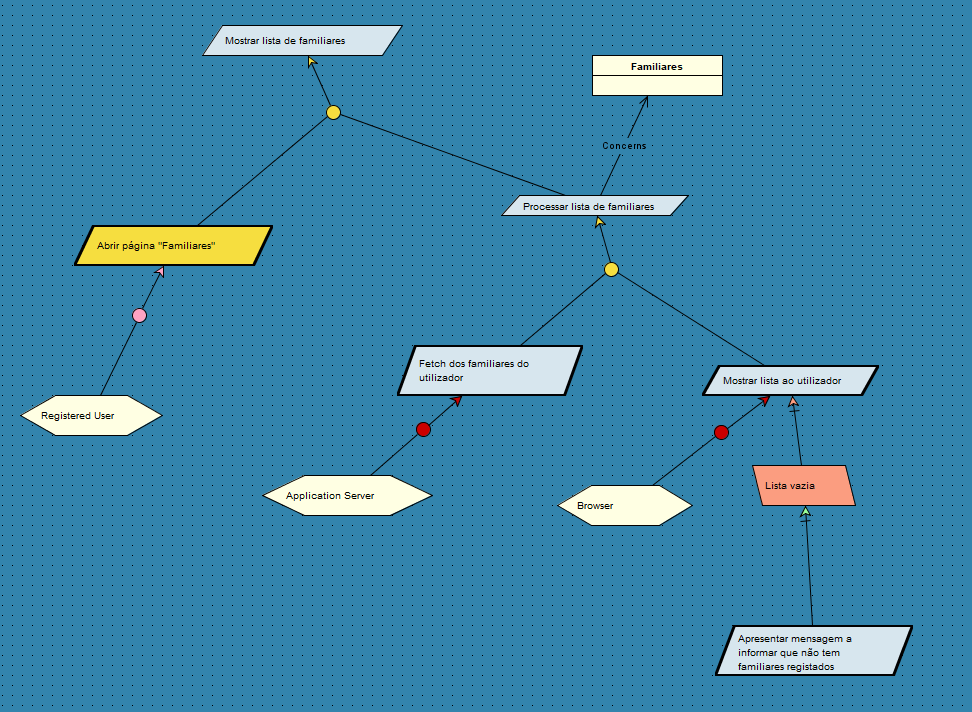 Mostrar lista de familiares
Familiares
Concerns
Processar lista de familiares
Abrir página "Familiares"
Fetch dos familiares do
utilizador
Mostrar lista ao utilizador
Registered User
Application Server
Browser
Lista vazia
Apresentar mensagem a
informar que não tem
familiares registados